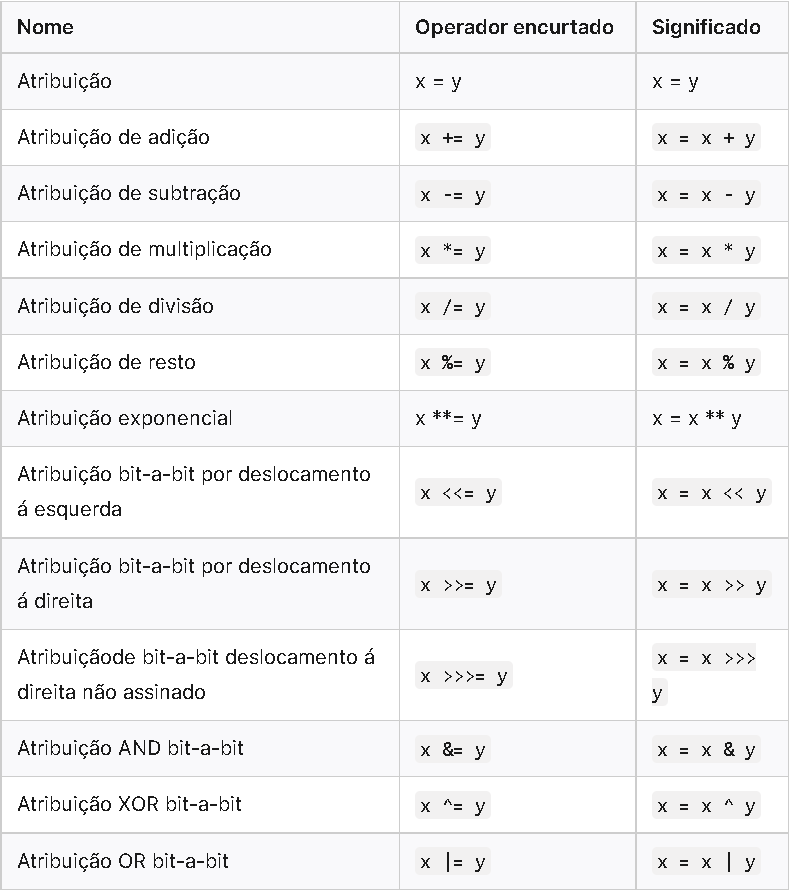 Nome Operador encurtado Significado
Atribuição x = y x = y
Atribuição de adição x += y x = x + y
Atribuição de subtração x -= y x = x - y
Atribuição de multiplicação x *= y x = x * y
Atribuição de divisão x /= y x = x / y
Atribuição de resto x %= y x = x % y
Atribuição exponencial x **= y x = x ** y
Atribuição bit-a-bit por deslocamento
á esquerda
x <<= y x = x << y
Atribuição bit-a-bit por deslocamento
á direita
x >>= y x = x >> y
Atribuiçãode bit-a-bit deslocamento á
direita não assinado
x >>>= y
x = x >>>
y
Atribuição AND bit-a-bit x &= y x = x & y
Atribuição XOR bit-a-bit x ^= y x = x ^ y
Atribuição OR bit-a-bit x |= y x = x | y